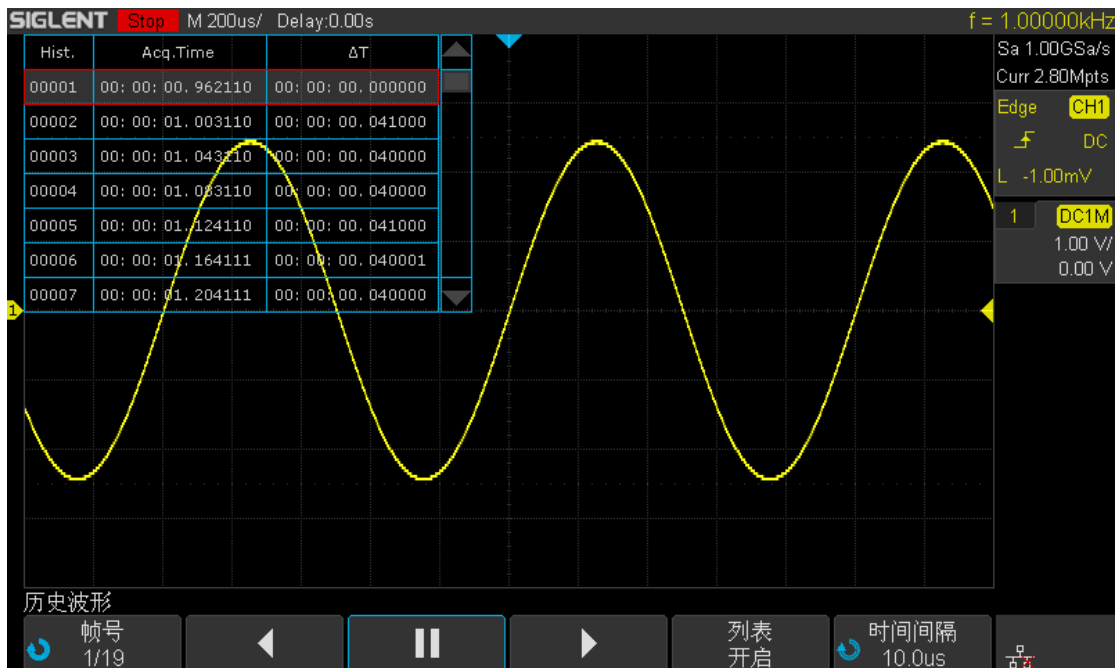 SIGLENT Stop M 200us/ Delay:0.00s f = 1.00000kHz
Sa 1.00GSa/s
Curr 2.80Mpts
Edge CH1
DC
L -1.00mV
1 DC1M
1.00 V/
0.00 V
Hist. Acq.Time ΔT
00001 00: 00: 00. 962110 00: 00: 00. 000000
00002 00: 00: 01. 003110 00: 00: 00. 041000
00003 00: 00: 01. 043110 00: 00: 00. 040000
00004 00: 00: 01. 083110 00: 00: 00. 040000
00005 00: 00: 01. 124110 00: 00: 00. 041000
00006 00: 00: 01. 164111 00: 00: 00. 040001
00007 00: 00: 01. 204111 00: 00: 00. 040000
1
历史波形
帧号 列表 时间间隔
1/19 开启 10.0us